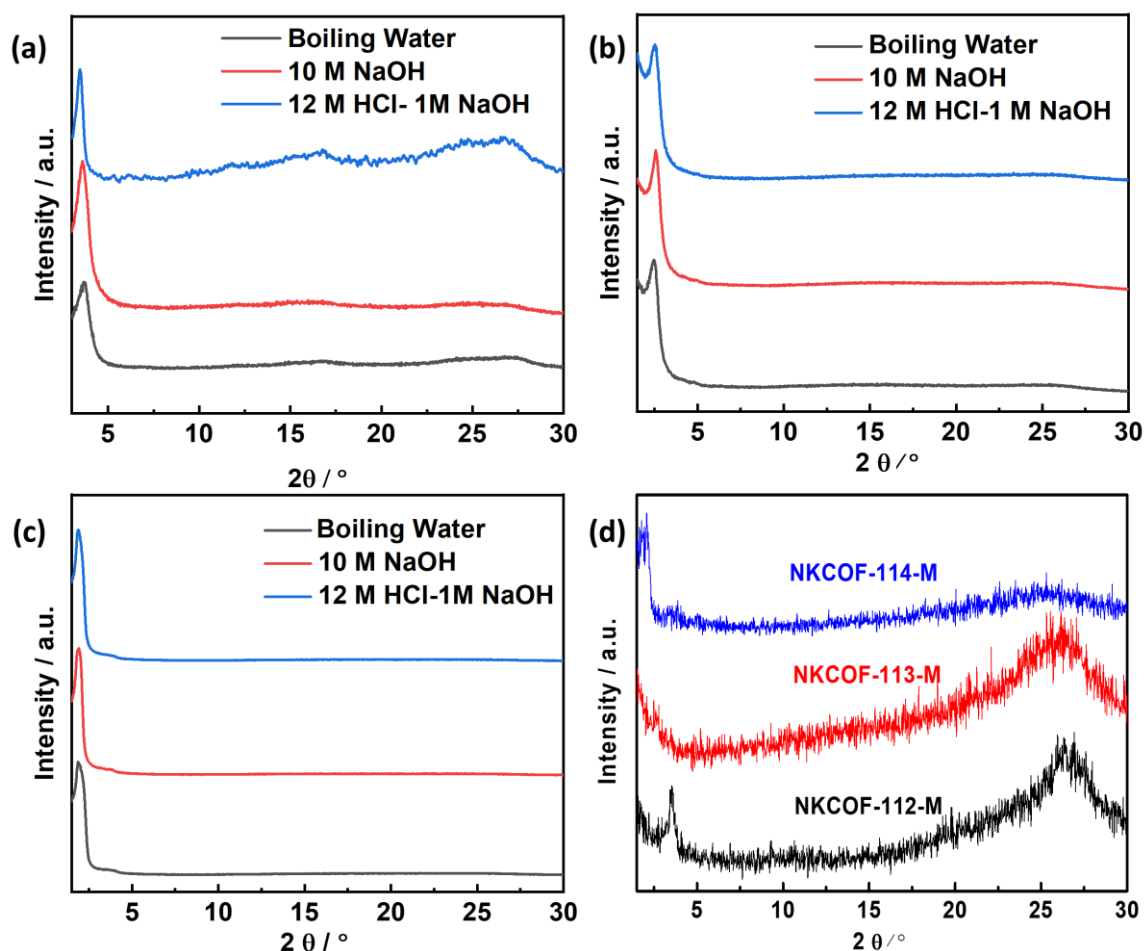 (a)
Boiling Water
10 M NaOH
12 M HCl- 1M NaOH
Intensity / a.u.
5 10 15 20 25 30
2θ / °
(b)
Boiling Water
10 M NaOH
12 M HCl-1 M NaOH
Intensity / a.u.
5 10 15 20 25 30
2 θ / °
(c)
Boiling Water
10 M NaOH
12 M HCl-1M NaOH
Intensity / a.u.
5 10 15 20 25 30
2 θ / °
(d)
NKCOF-114-M
NKCOF-113-M
NKCOF-112-M
Intensity / a.u.
5 10 15 20 25 30
2 θ / °